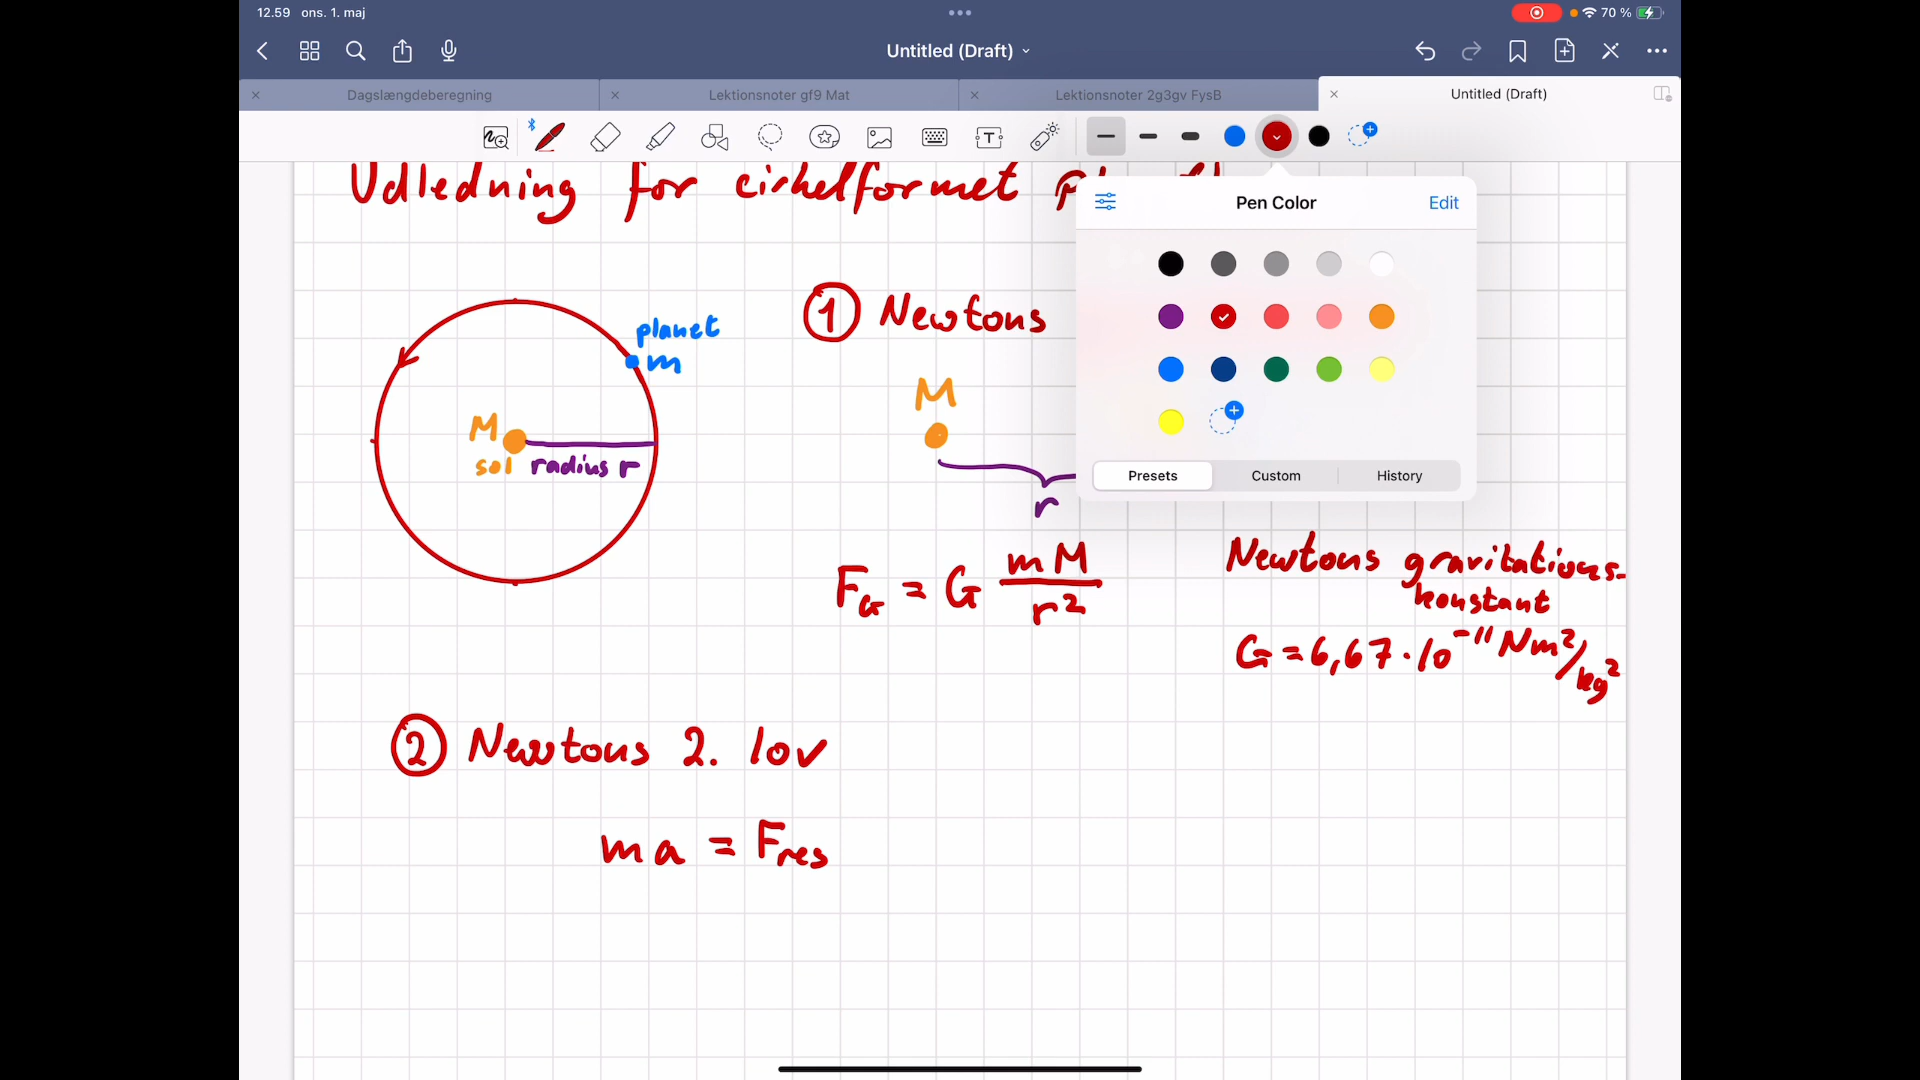 12.59 ons. 1. maj
70 %
Untitled (Draft)
Dagslængdeberegning
Lektionsnoter gf9 Mat
Lektionsnoter 2g3gv FysB
Untitled (Draft)
Udledning for cirkelformet
Pen Color
Edit
Presets
Custom
History
planet
m
M
sol
radius r
① Newtons
M
r
F_G = G mM/r²
Newtons gravitations-
konstant
G = 6,67·10⁻¹¹ Nm²/kg²
② Newtons 2. lov
ma = F_res